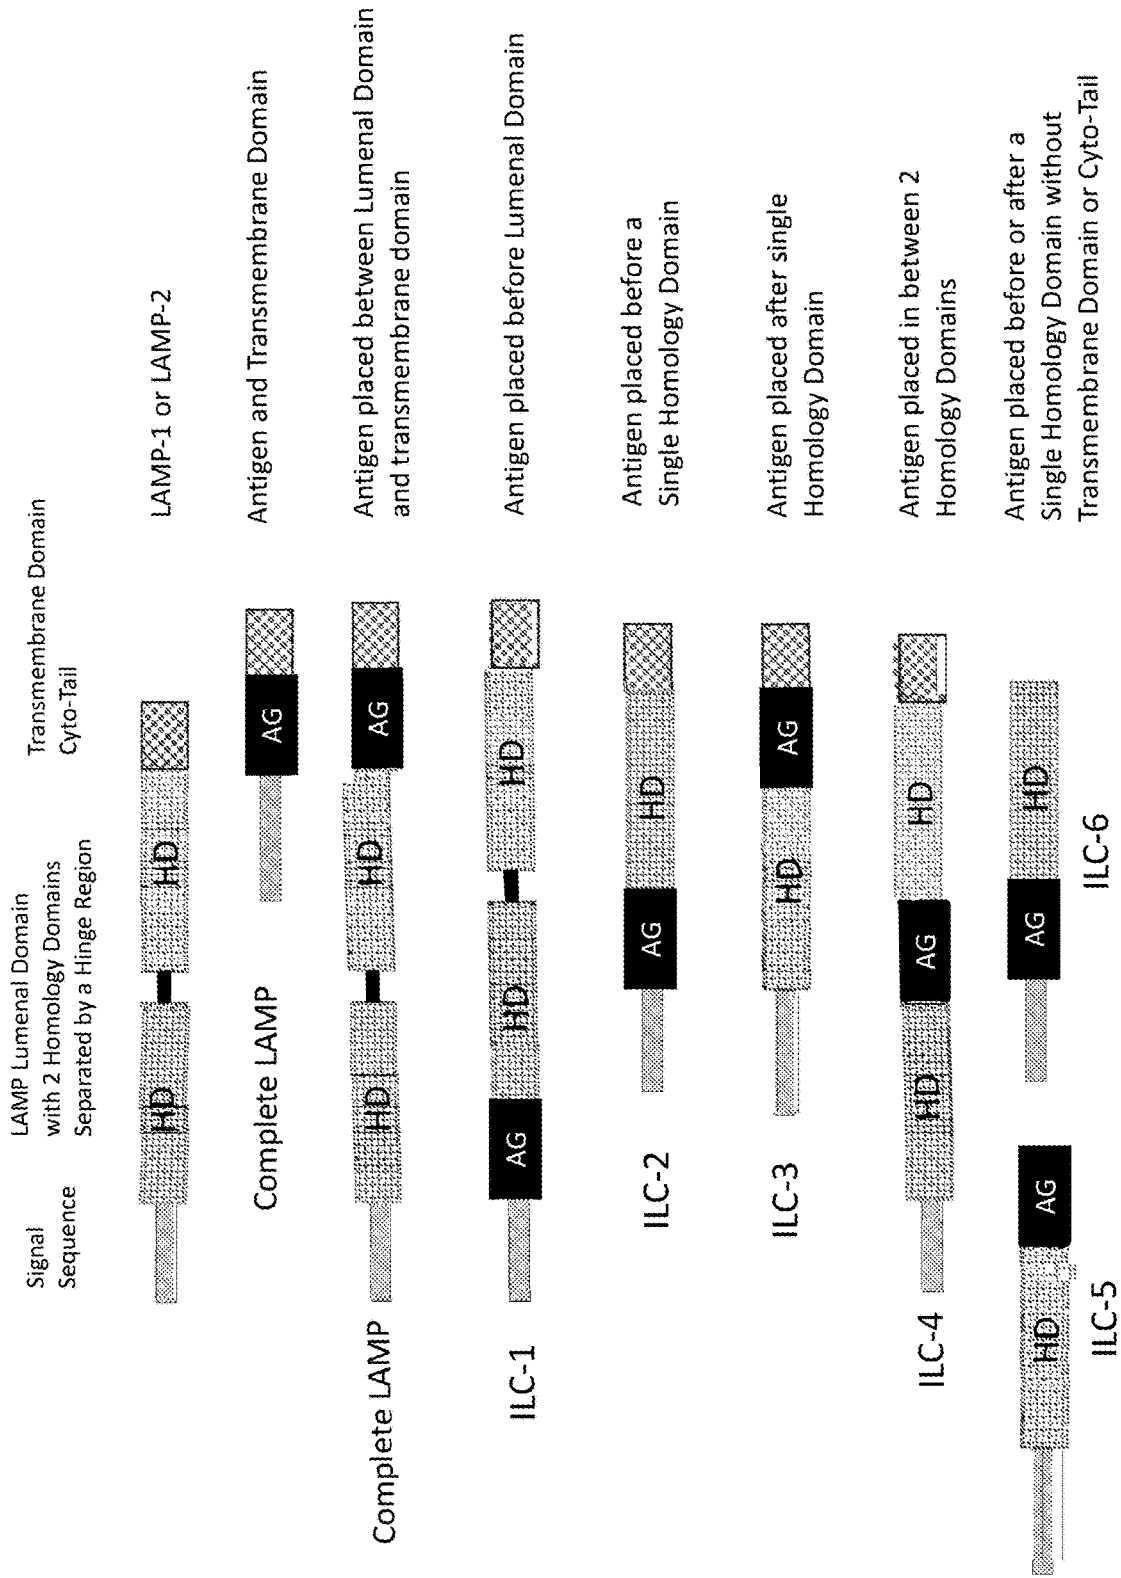 Signal
Sequence
LAMP Lumenal Domain
with 2 Homology Domains
Separated by a Hinge Region
Transmembrane Domain
Cyto-Tail
HD
HD
LAMP-1 or LAMP-2
Complete LAMP
AG
Antigen and Transmembrane Domain
Complete LAMP
HD
HD
AG
Antigen placed between Lumenal Domain
and transmembrane domain
ILC-1
AG
HD
HD
Antigen placed before Lumenal Domain
ILC-2
AG
HD
Antigen placed before a
Single Homology Domain
ILC-3
HD
AG
Antigen placed after single
Homology Domain
ILC-4
HD
AG
HD
Antigen placed in between 2
Homology Domains
HD
AG
ILC-5
AG
HD
ILC-6
Antigen placed before or after a
Single Homology Domain without
Transmembrane Domain or Cyto-Tail